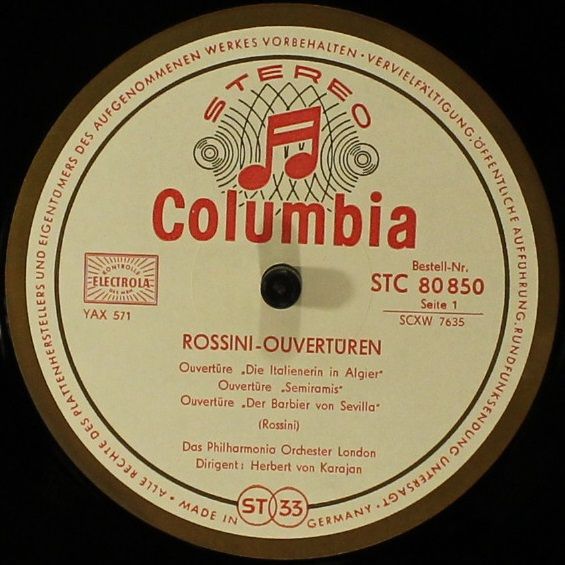 ALLE RECHTE DES PLATTENHERSTELLERS UND EIGENTÜMERS DES AUFGENOMMENEN WERKES VORBEHALTEN · VERVIELFÄLTIGUNG, ÖFFENTLICHE AUFFÜHRUNG, RUNDFUNKSENDUNG UNTERSAGT ·
STEREO
Columbia
KONTROLLE
ELECTROLA
YAX 571
Bestell-Nr.
STC 80 850
Seite 1
SCXW 7635
ROSSINI-OUVERTÜREN
Ouvertüre „Die Italienerin in Algier"
Ouvertüre „Semiramis"
Ouvertüre „Der Barbier von Sevilla"
(Rossini)
Das Philharmonia Orchester London
Dirigent: Herbert von Karajan
MADE IN GERMANY
ST 33